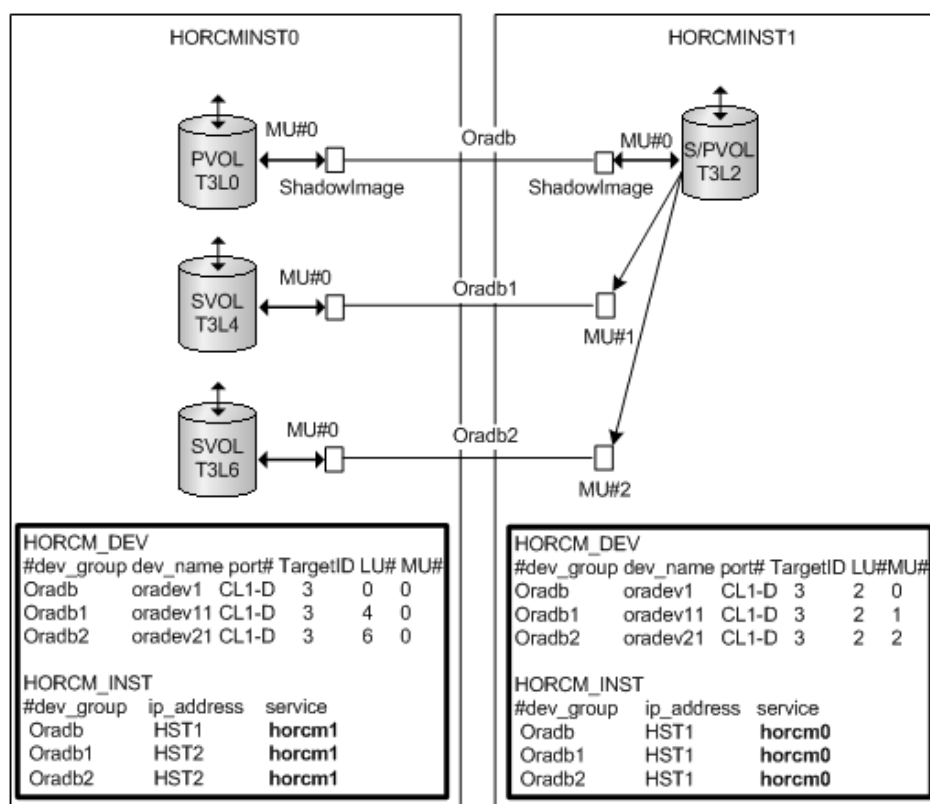 HORCMINST0
HORCMINST1
MU#0
Oradb
MU#0
PVOL
T3L0
ShadowImage
ShadowImage
S/PVOL
T3L2
MU#0
SVOL
T3L4
Oradb1
MU#1
MU#0
SVOL
T3L6
Oradb2
MU#2
HORCM_DEV
#dev_group dev_name port# TargetID LU# MU#
Oradb oradev1 CL1-D 3 0 0
Oradb1 oradev11 CL1-D 3 4 0
Oradb2 oradev21 CL1-D 3 6 0
HORCM_INST
#dev_group ip_address service
Oradb HST1 horcm1
Oradb1 HST2 horcm1
Oradb2 HST2 horcm1
HORCM_DEV
#dev_group dev_name port# TargetID LU#MU#
Oradb oradev1 CL1-D 3 2 0
Oradb1 oradev11 CL1-D 3 2 1
Oradb2 oradev21 CL1-D 3 2 2
HORCM_INST
#dev_group ip_address service
Oradb HST1 horcm0
Oradb1 HST1 horcm0
Oradb2 HST1 horcm0